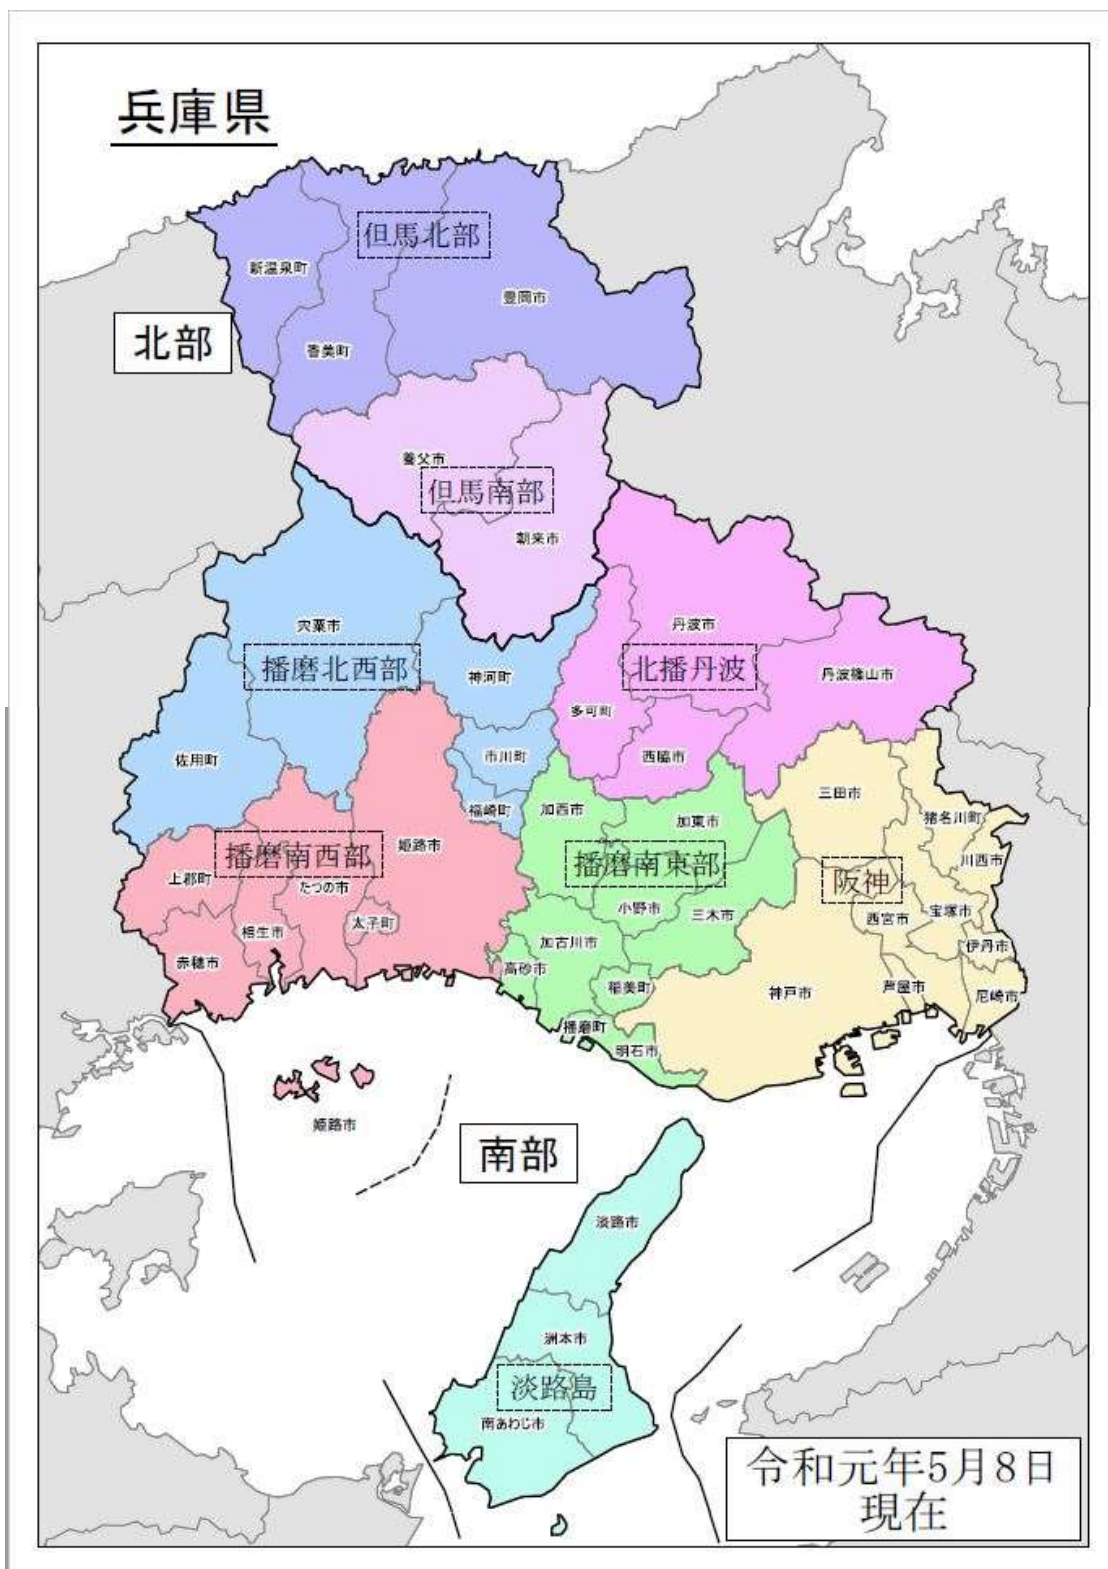 兵庫県
但馬北部
新温泉町
豊岡市
北部
香美町
養父市
但馬南部
朝来市
宍粟市
丹波市
播磨北西部
神河町
北播丹波
丹波篠山市
多可町
佐用町
市川町
西脇市
三田市
福崎町
加西市
加東市
猪名川町
姫路市
播磨南西部
播磨南東部
川西市
上郡町
たつの市
阪神
太子町
小野市
三木市
西宮市
宝塚市
相生市
加古川市
伊丹市
赤穂市
高砂市
稲美町
神戸市
芦屋市
尼崎市
播磨町
明石市
姫路市
南部
淡路市
洲本市
淡路島
南あわじ市
令和元年5月8日
現在